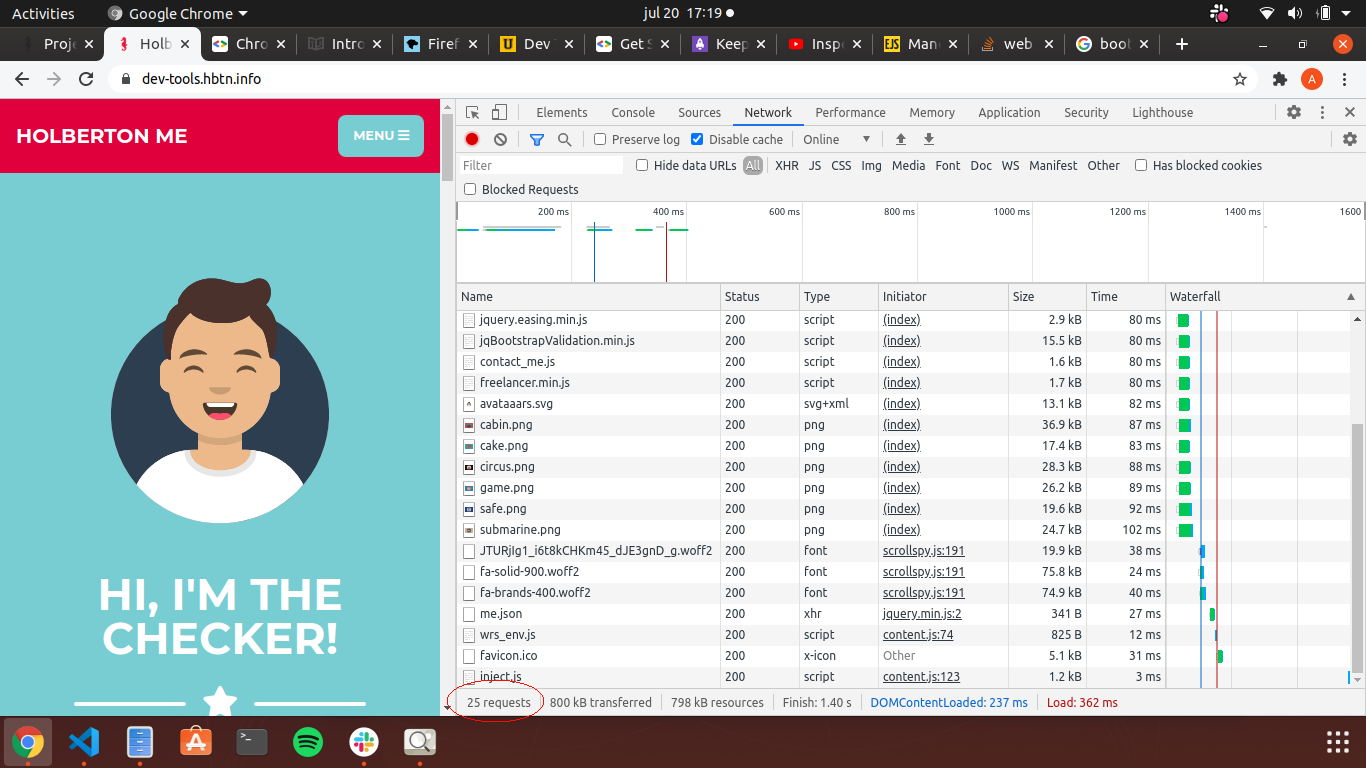 Activities Google Chrome jul 20 17:19
Proje Holb Chro Intro Firef Dev Get S Keep Inspe Man web boot
dev-tools.hbtn.info A
HOLBERTON ME MENU
HI, I'M THE
CHECKER!
Elements Console Sources Network Performance Memory Application Security Lighthouse
Preserve log Disable cache Online
Filter Hide data URLs All XHR JS CSS Img Media Font Doc WS Manifest Other Has blocked cookies
Blocked Requests
200 ms 400 ms 600 ms 800 ms 1000 ms 1200 ms 1400 ms 1600
Name Status Type Initiator Size Time Waterfall
jquery.easing.min.js 200 script (index) 2.9 kB 80 ms
jqBootstrapValidation.min.js 200 script (index) 15.5 kB 80 ms
contact_me.js 200 script (index) 1.6 kB 80 ms
freelancer.min.js 200 script (index) 1.7 kB 80 ms
avataaars.svg 200 svg+xml (index) 13.1 kB 82 ms
cabin.png 200 png (index) 36.9 kB 87 ms
cake.png 200 png (index) 17.4 kB 83 ms
circus.png 200 png (index) 28.3 kB 88 ms
game.png 200 png (index) 26.2 kB 89 ms
safe.png 200 png (index) 19.6 kB 92 ms
submarine.png 200 png (index) 24.7 kB 102 ms
JTURjIg1_i6t8kCHKm45_dJE3gnD_g.woff2 200 font scrollspy.js:191 19.9 kB 38 ms
fa-solid-900.woff2 200 font scrollspy.js:191 75.8 kB 24 ms
fa-brands-400.woff2 200 font scrollspy.js:191 74.9 kB 40 ms
me.json 200 xhr jquery.min.js:2 341 B 27 ms
wrs_env.js 200 script content.js:74 825 B 12 ms
favicon.ico 200 x-icon Other 5.1 kB 31 ms
inject.js 200 script content.js:123 1.2 kB 3 ms
25 requests 800 kB transferred 798 kB resources Finish: 1.40 s DOMContentLoaded: 237 ms Load: 362 ms